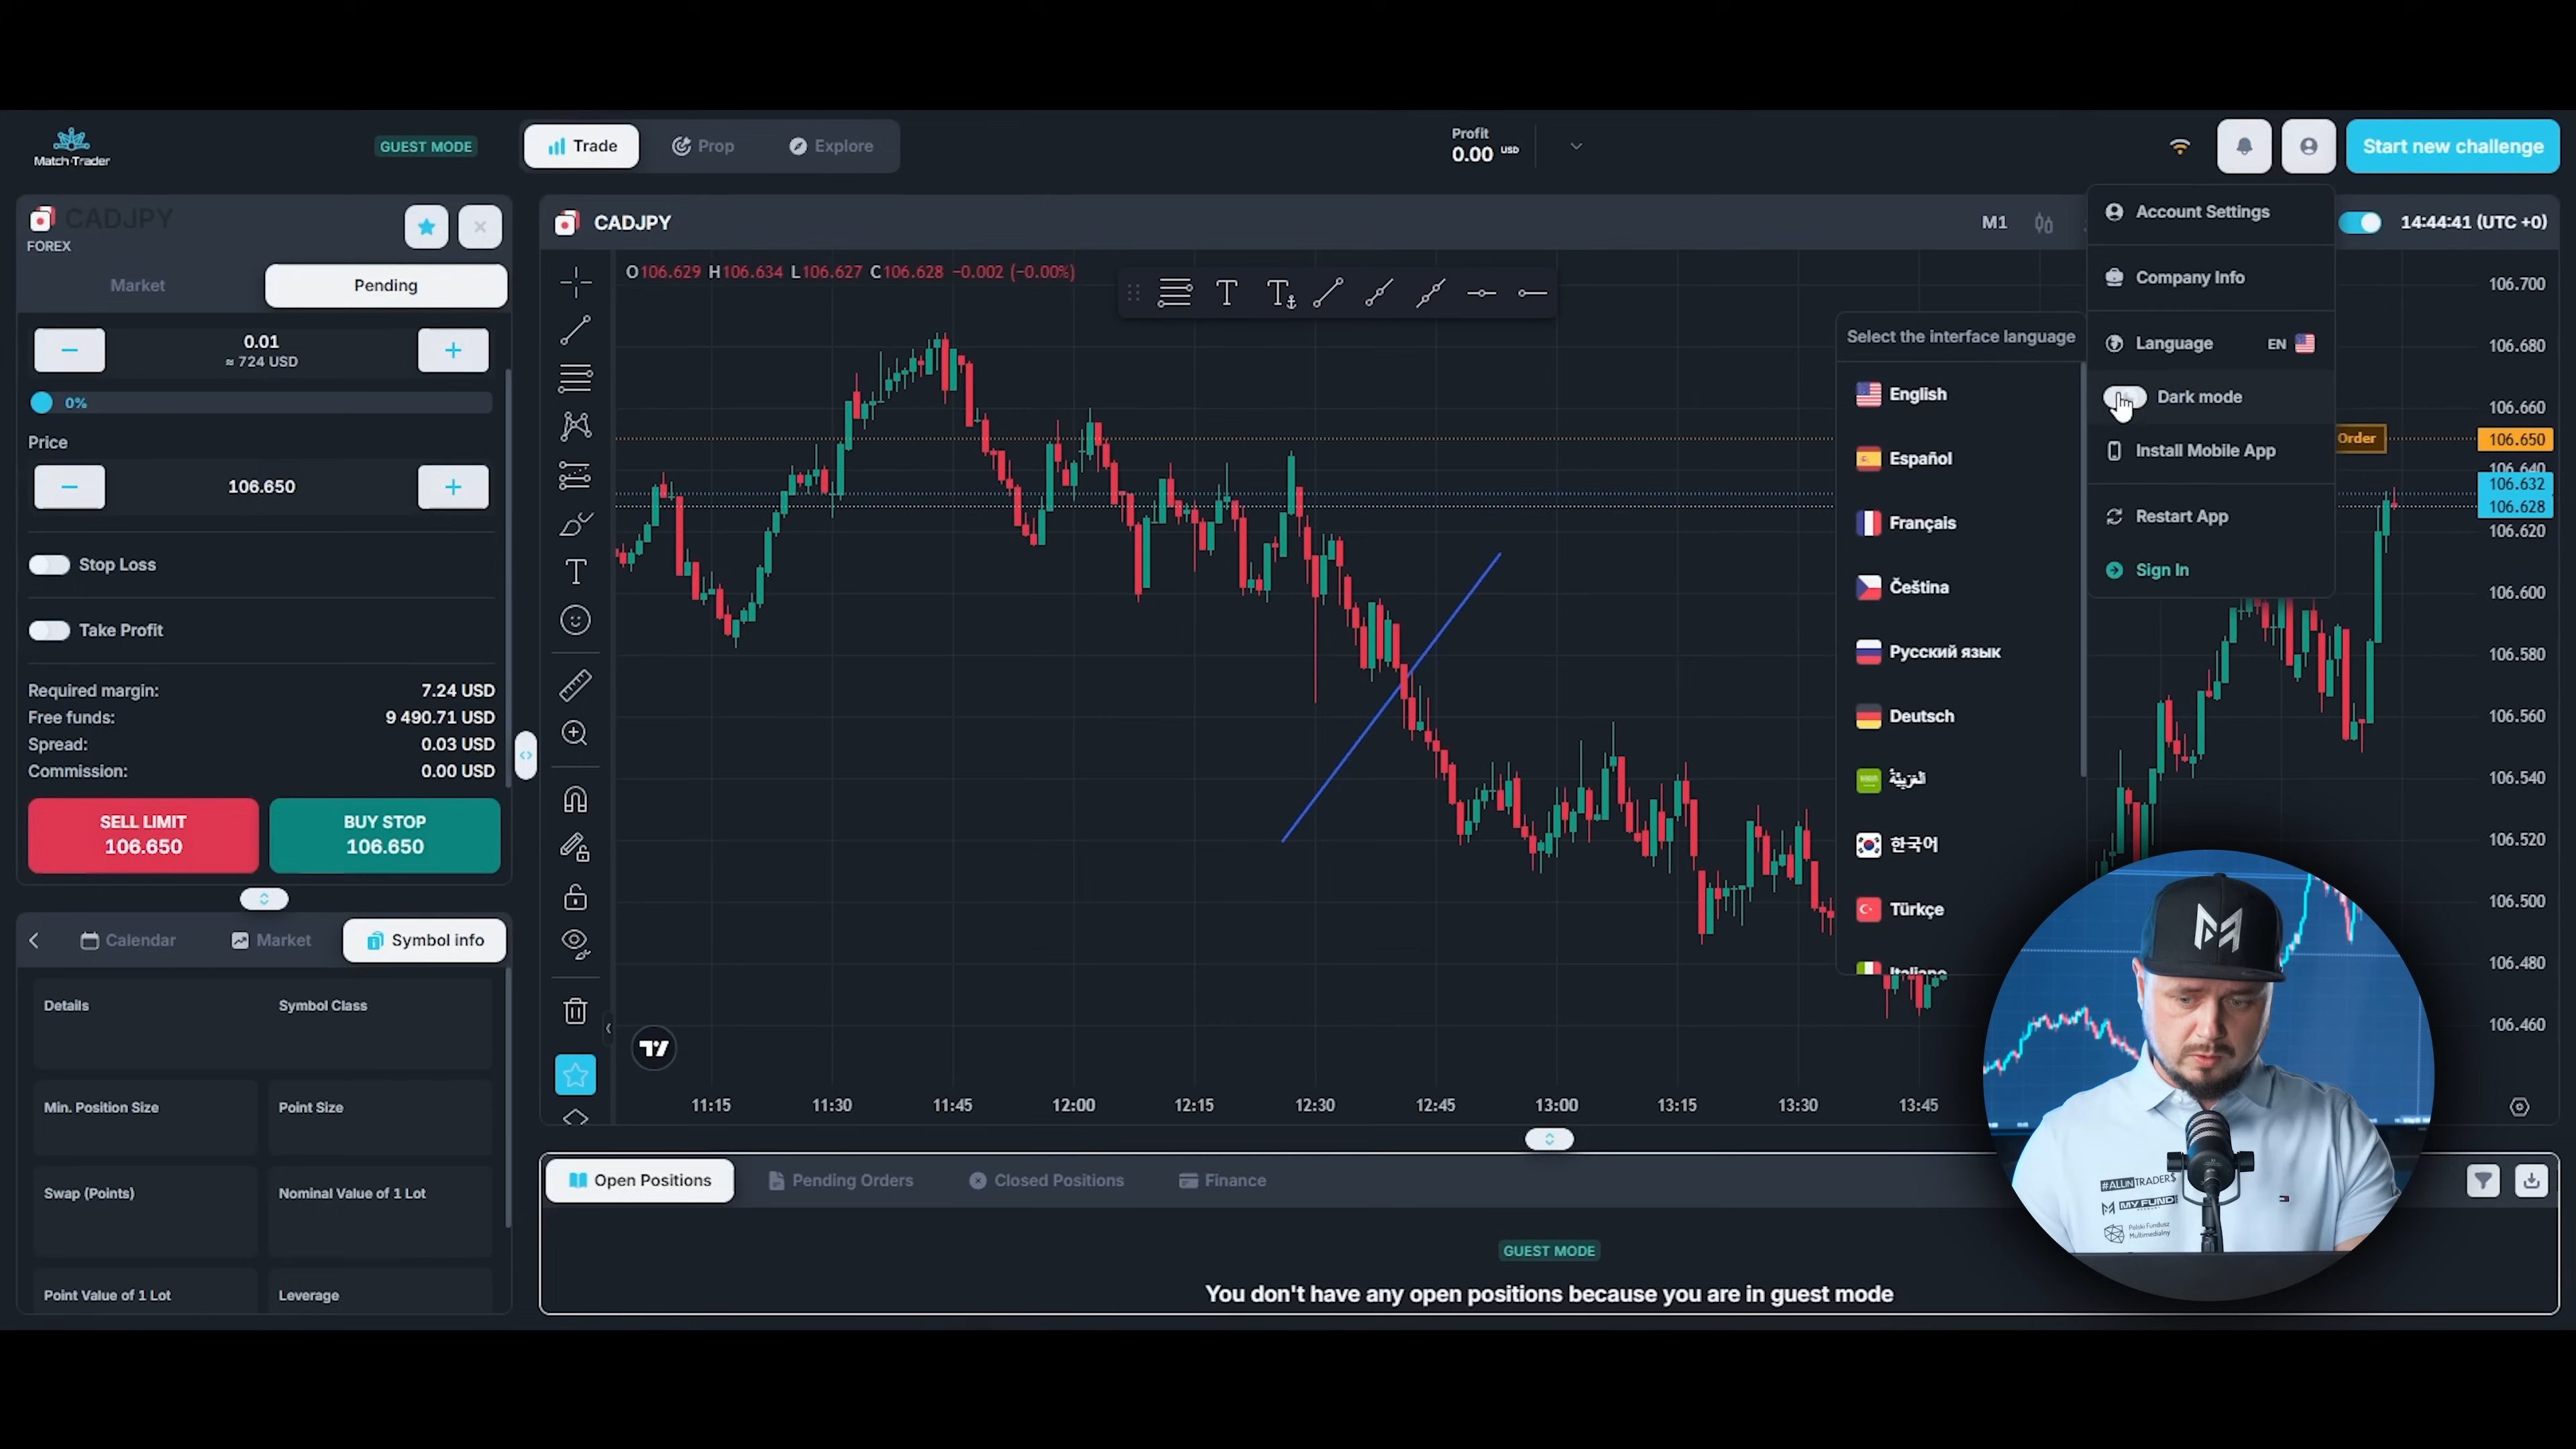 Match-Trader
GUEST MODE
Trade
Prop
Explore
Profit
0.00 USD
Start new challenge
CADJPY
FOREX
Market
Pending
0.01
≈ 724 USD
0%
Price
106.650
Stop Loss
Take Profit
Required margin: 7.24 USD
Free funds: 9 490.71 USD
Spread: 0.03 USD
Commission: 0.00 USD
SELL LIMIT
106.650
BUY STOP
106.650
Calendar
Market
Symbol info
Details
Symbol Class
Min. Position Size
Point Size
Swap (Points)
Nominal Value of 1 Lot
Point Value of 1 Lot
Leverage
CADJPY
M1
14:44:41 (UTC +0)
O106.629 H106.634 L106.627 C106.628 −0.002 (−0.00%)
Account Settings
Company Info
Language EN
Dark mode
Install Mobile App
Restart App
Sign In
Select the interface language
English
Español
Français
Čeština
Русский язык
Deutsch
اَلْعَرَبِيَّةُ
한국어
Türkçe
Italiano
Order
106.700
106.680
106.660
106.650
106.640
106.632
106.628
106.620
106.600
106.580
106.560
106.540
106.520
106.500
106.480
106.460
11:15
11:30
11:45
12:00
12:15
12:30
12:45
13:00
13:15
13:30
13:45
Open Positions
Pending Orders
Closed Positions
Finance
GUEST MODE
You don't have any open positions because you are in guest mode
#ALLinTRADER$
MY FUND
Polski Fundusz
Multimedialny